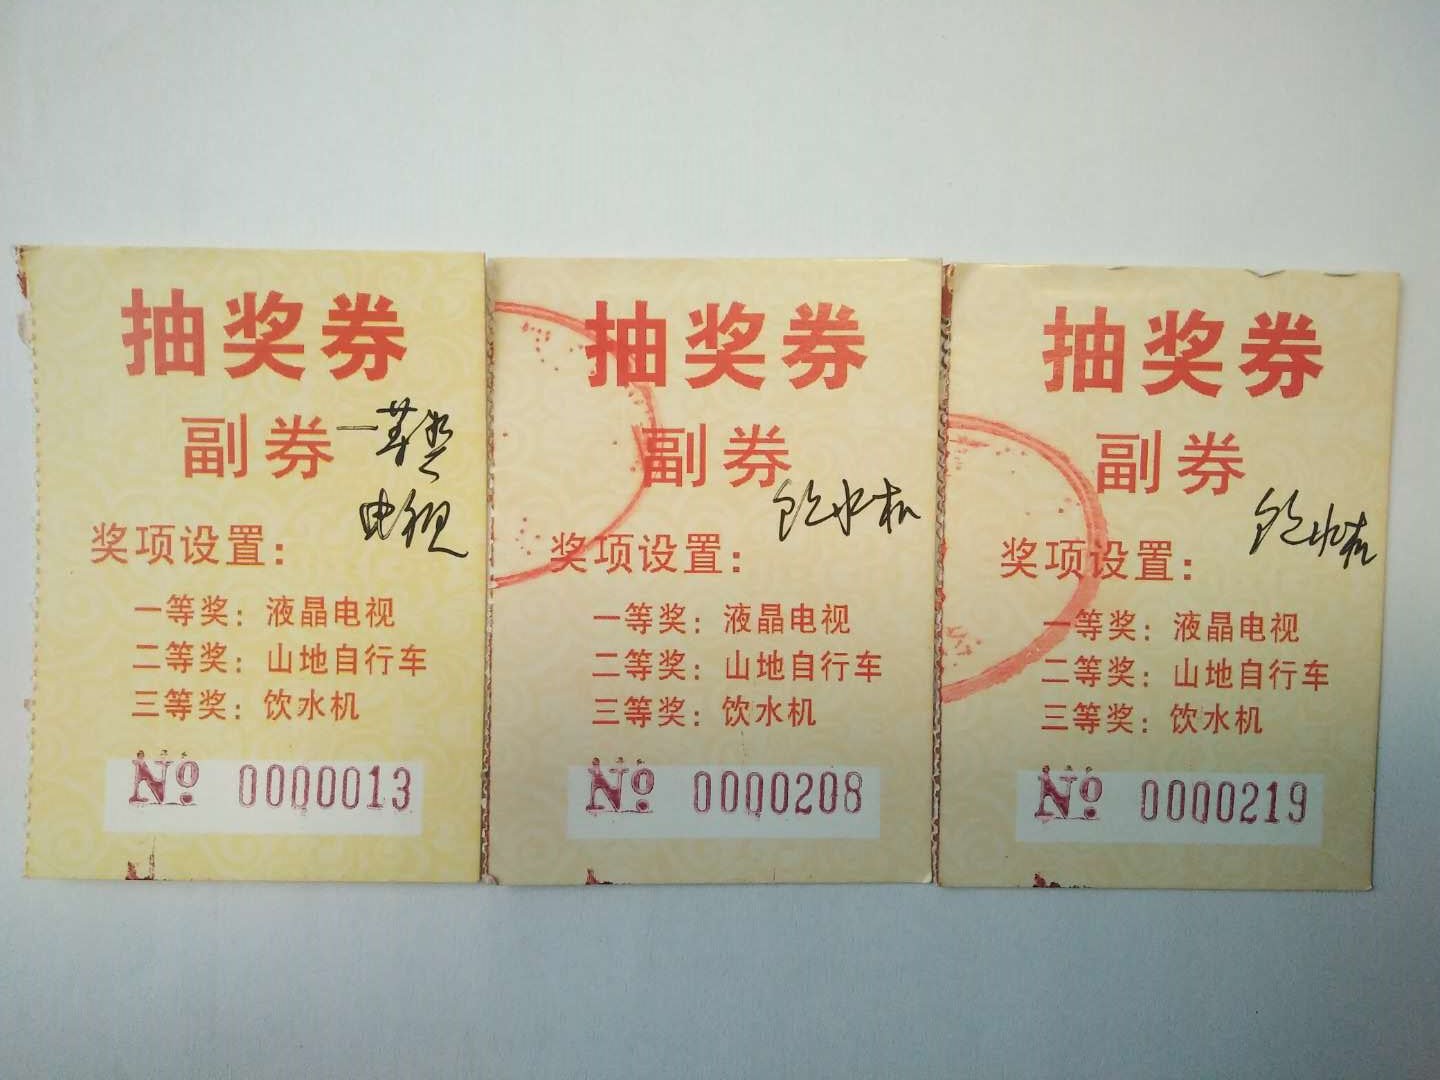 抽奖券
副券
一等奖
电视
奖项设置：
一等奖：液晶电视
二等奖：山地自行车
三等奖：饮水机
№ 0000013
抽奖券
副券
饮水机
奖项设置：
一等奖：液晶电视
二等奖：山地自行车
三等奖：饮水机
№ 0000208
抽奖券
副券
饮水机
奖项设置：
一等奖：液晶电视
二等奖：山地自行车
三等奖：饮水机
№ 0000219